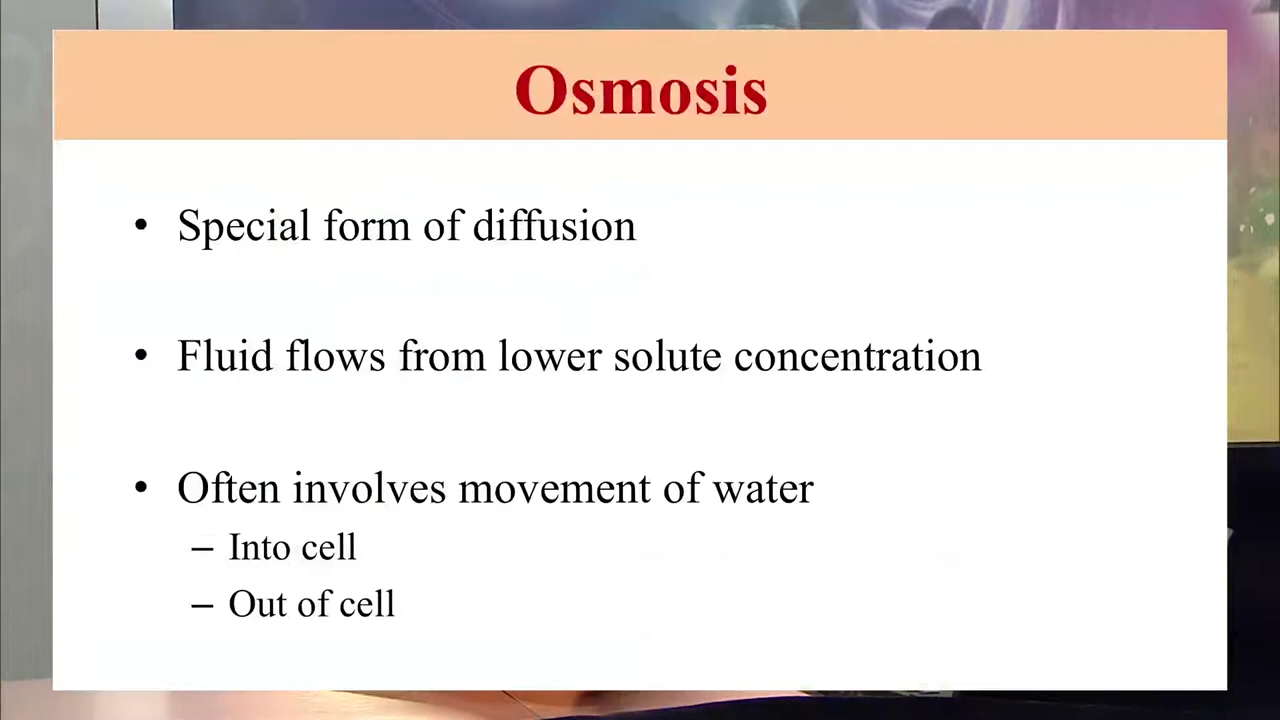 Osmosis
• Special form of diffusion
• Fluid flows from lower solute concentration
• Often involves movement of water
– Into cell
– Out of cell